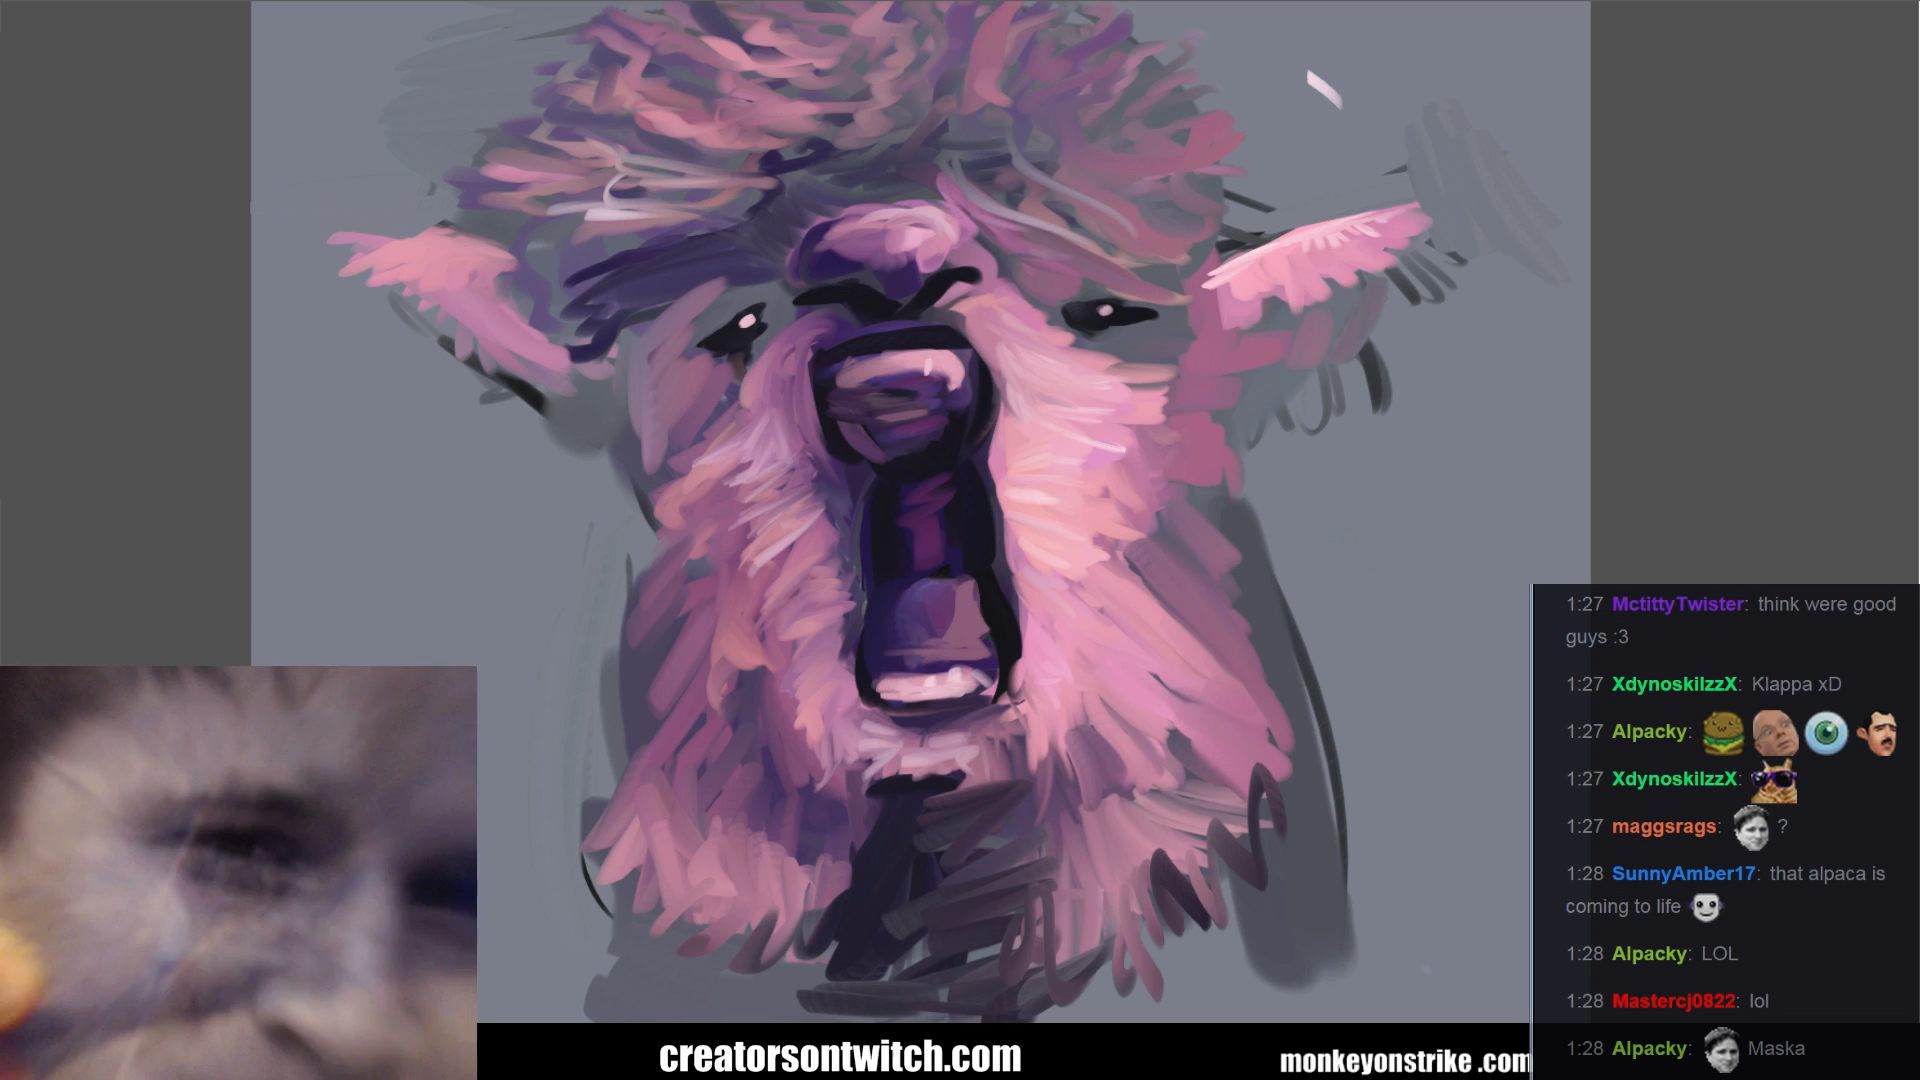 1:27 MctittyTwister: think were good
guys :3
1:27 XdynoskilzzX: Klappa xD
1:27 Alpacky:
1:27 XdynoskilzzX:
1:27 maggsrags: ?
1:28 SunnyAmber17: that alpaca is
coming to life
1:28 Alpacky: LOL
1:28 Mastercj0822: lol
1:28 Alpacky: Maska
creatorsontwitch.com
monkeyonstrike .com